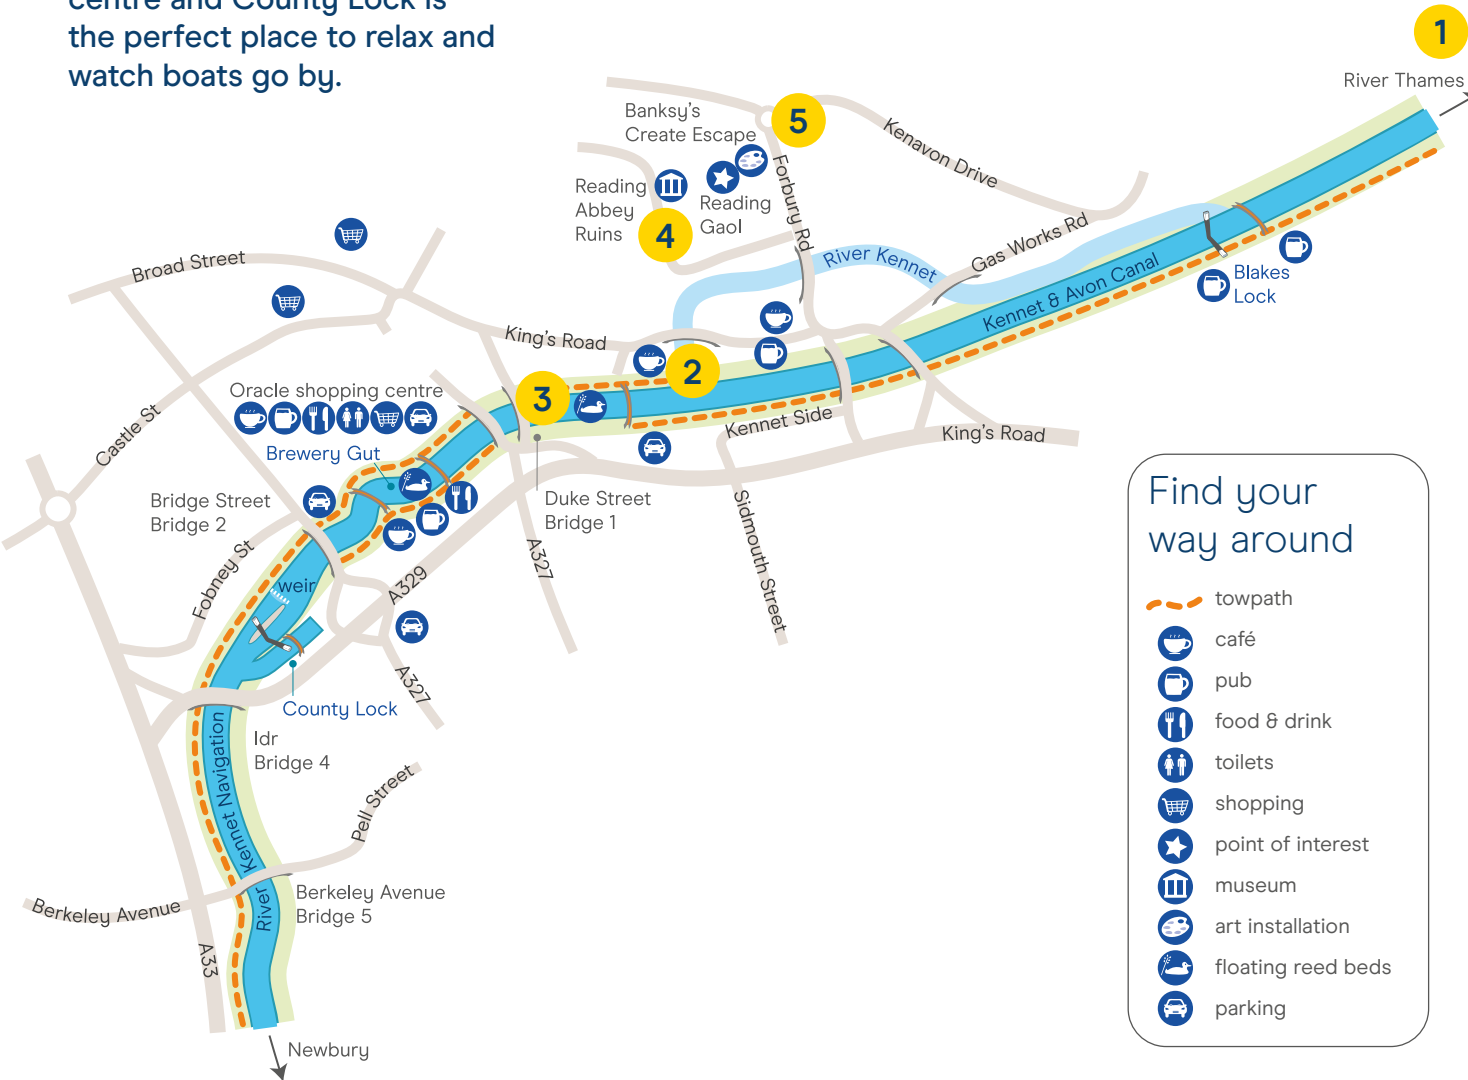 centre and County Lock is
the perfect place to relax and
watch boats go by.
1
River Thames
Banksy's
Create Escape
5
Kenavon Drive
Forbury Rd
Reading
Abbey
Ruins
4
Reading
Gaol
Gas Works Rd
River Kennet
Broad Street
Kennet & Avon Canal
Blakes
Lock
King's Road
2
3
Oracle shopping centre
Castle St
Brewery Gut
Kennet Side
King's Road
Bridge Street
Bridge 2
Duke Street
Bridge 1
Sidmouth Street
A327
Fobney St
weir
A329
A327
County Lock
Idr
Bridge 4
River Kennet Navigation
Pell Street
Berkeley Avenue
Berkeley Avenue
Bridge 5
A33
Newbury
Find your
way around
towpath
café
pub
food & drink
toilets
shopping
point of interest
museum
art installation
floating reed beds
parking